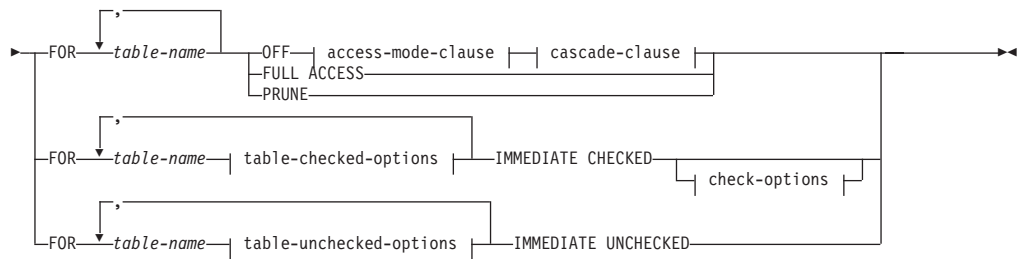 ,
FOR table-name OFF access-mode-clause cascade-clause
FULL ACCESS
PRUNE
,
FOR table-name table-checked-options IMMEDIATE CHECKED
check-options
,
FOR table-name table-unchecked-options IMMEDIATE UNCHECKED